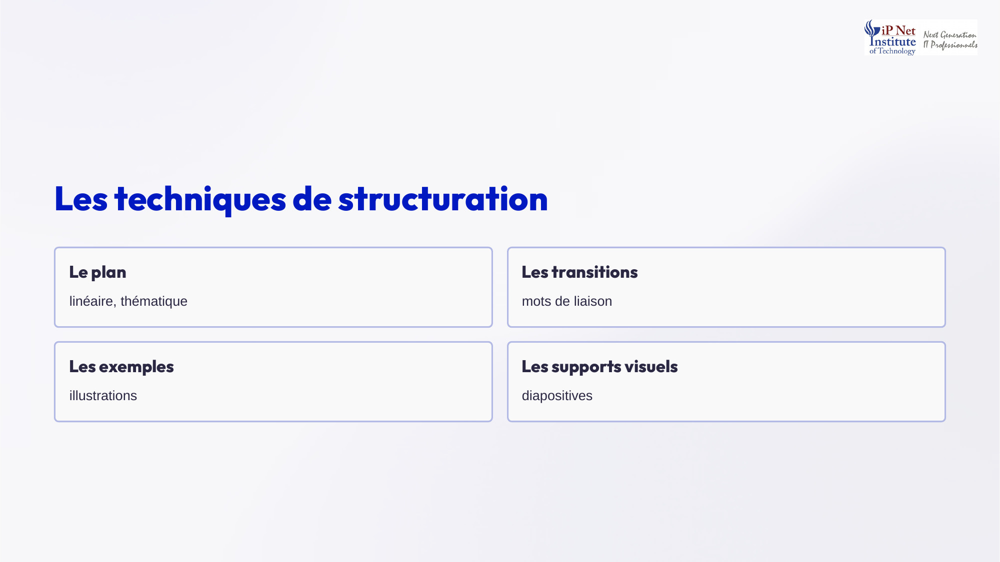 iP Net
Institute
of Technology
Next Generation
IT Professionnels
Les techniques de structuration
Le plan
linéaire, thématique
Les transitions
mots de liaison
Les exemples
illustrations
Les supports visuels
diapositives